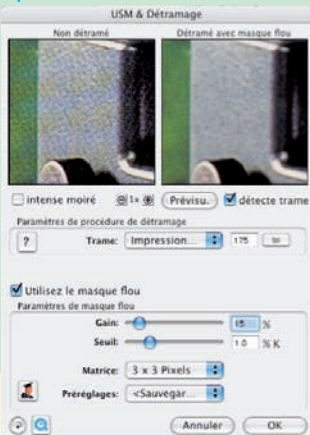 USM & Détramage
Non détramé Détramé avec masque flou
intense moiré 1x Prévisu. détecte trame
Paramètres de procédure de détramage
? Trame: Impression... 175
Utilisez le masque flou
Paramètres de masque flou
Gain: 15 %
Seuil: 1.0 % K
Matrice: 3 x 3 Pixels
Préréglages: <Sauvegar...
Annuler OK